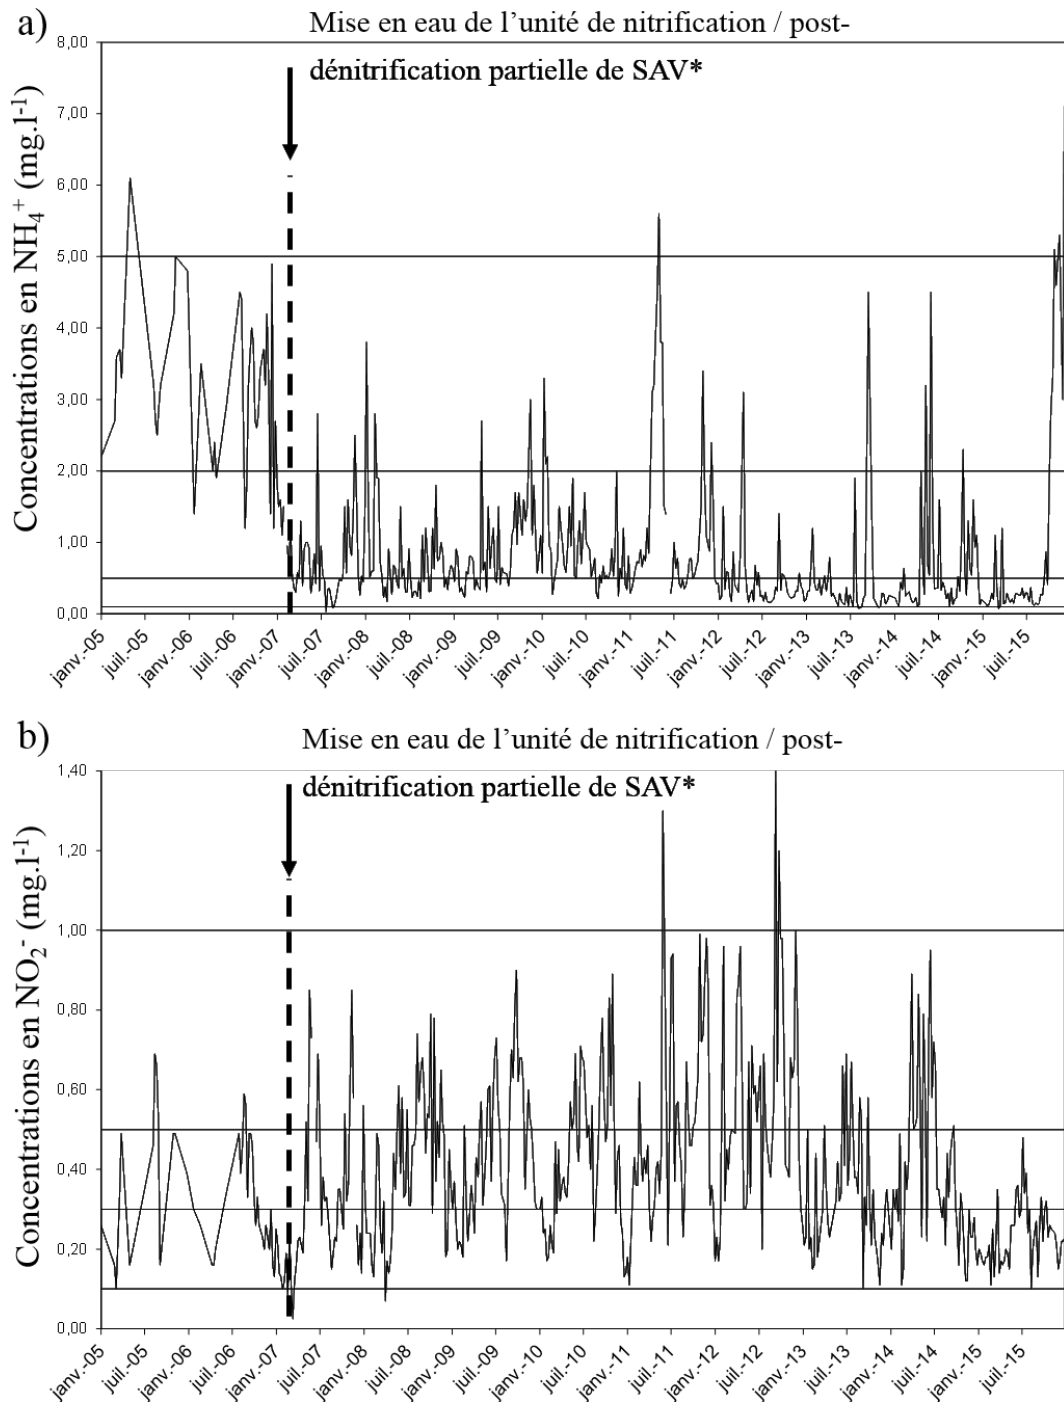 a)
Mise en eau de l’unité de nitrification / post-
dénitrification partielle de SAV*
Concentrations en NH₄⁺ (mg.l⁻¹)
8,00
7,00
6,00
5,00
4,00
3,00
2,00
1,00
0,00
janv.-05
juil.-05
janv.-06
juil.-06
janv.-07
juil.-07
janv.-08
juil.-08
janv.-09
juil.-09
janv.-10
juil.-10
janv.-11
juil.-11
janv.-12
juil.-12
janv.-13
juil.-13
janv.-14
juil.-14
janv.-15
juil.-15
b)
Mise en eau de l’unité de nitrification / post-
dénitrification partielle de SAV*
Concentrations en NO₂⁻ (mg.l⁻¹)
1,40
1,20
1,00
0,80
0,60
0,40
0,20
0,00
janv.-05
juil.-05
janv.-06
juil.-06
janv.-07
juil.-07
janv.-08
juil.-08
janv.-09
juil.-09
janv.-10
juil.-10
janv.-11
juil.-11
janv.-12
juil.-12
janv.-13
juil.-13
janv.-14
juil.-14
janv.-15
juil.-15